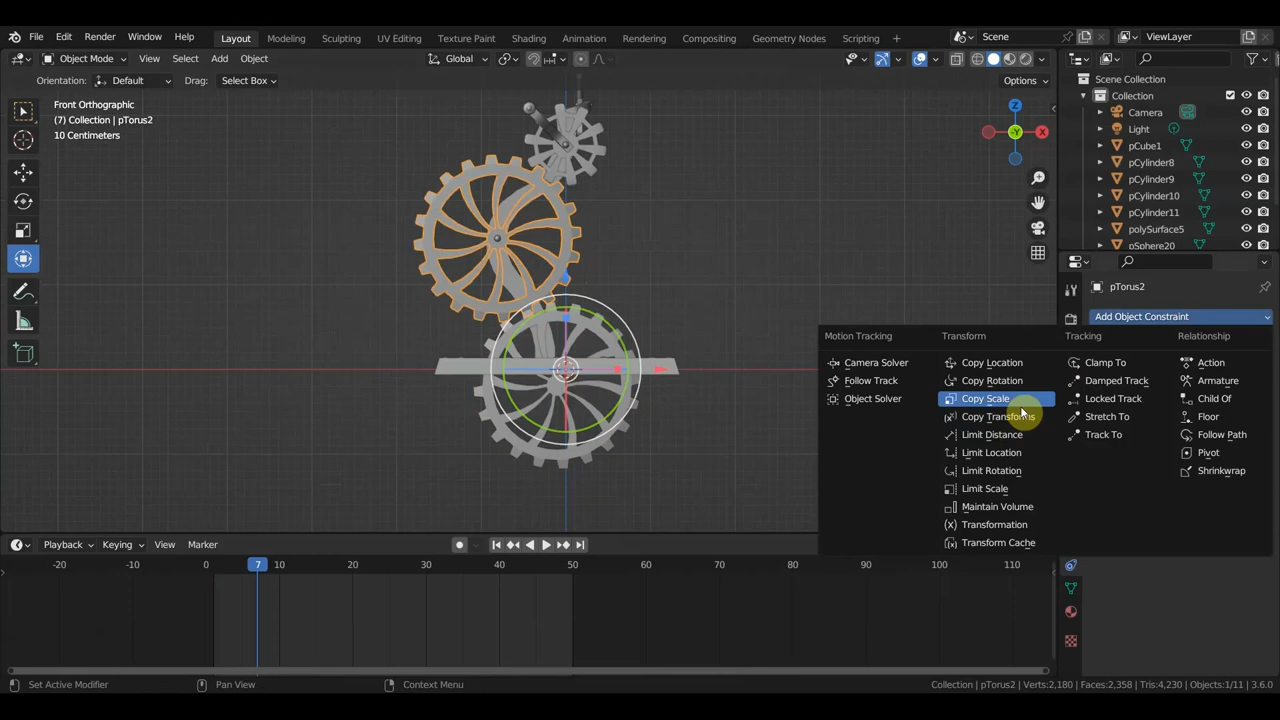 File Edit Render Window Help Layout Modeling Sculpting UV Editing Texture Paint Shading Animation Rendering Compositing Geometry Nodes Scripting + Scene ViewLayer
Object Mode View Select Add Object Global
Orientation: Default Drag: Select Box Options
Front Orthographic
(7) Collection | pTorus2
10 Centimeters
Z
X
-Y
Scene Collection
Collection
Camera
Light
pCube1
pCylinder8
pCylinder9
pCylinder10
pCylinder11
polySurface5
pSphere20
pTorus2
Add Object Constraint
Motion Tracking Transform Tracking Relationship
Camera Solver Copy Location Clamp To Action
Follow Track Copy Rotation Damped Track Armature
Object Solver Copy Scale Locked Track Child Of
Copy Transforms Stretch To Floor
Limit Distance Track To Follow Path
Limit Location Pivot
Limit Rotation Shrinkwrap
Limit Scale
Maintain Volume
Transformation
Transform Cache
Playback Keying View Marker
-20 -10 0 7 10 20 30 40 50 60 70 80 90 100 110
Set Active Modifier Pan View Context Menu Collection | pTorus2 | Verts:2,180 | Faces:2,358 | Tris:4,230 | Objects:1/11 | 3.6.0